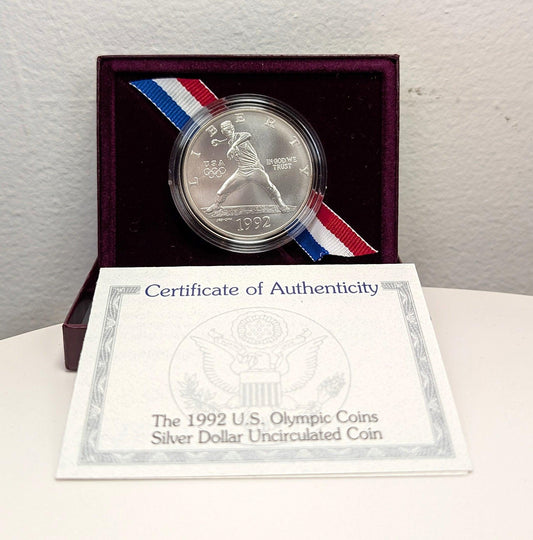 LIBERTY
USA
IN GOD WE
TRUST
1992
Certificate of Authenticity
The 1992 U.S. Olympic Coins
Silver Dollar Uncirculated Coin